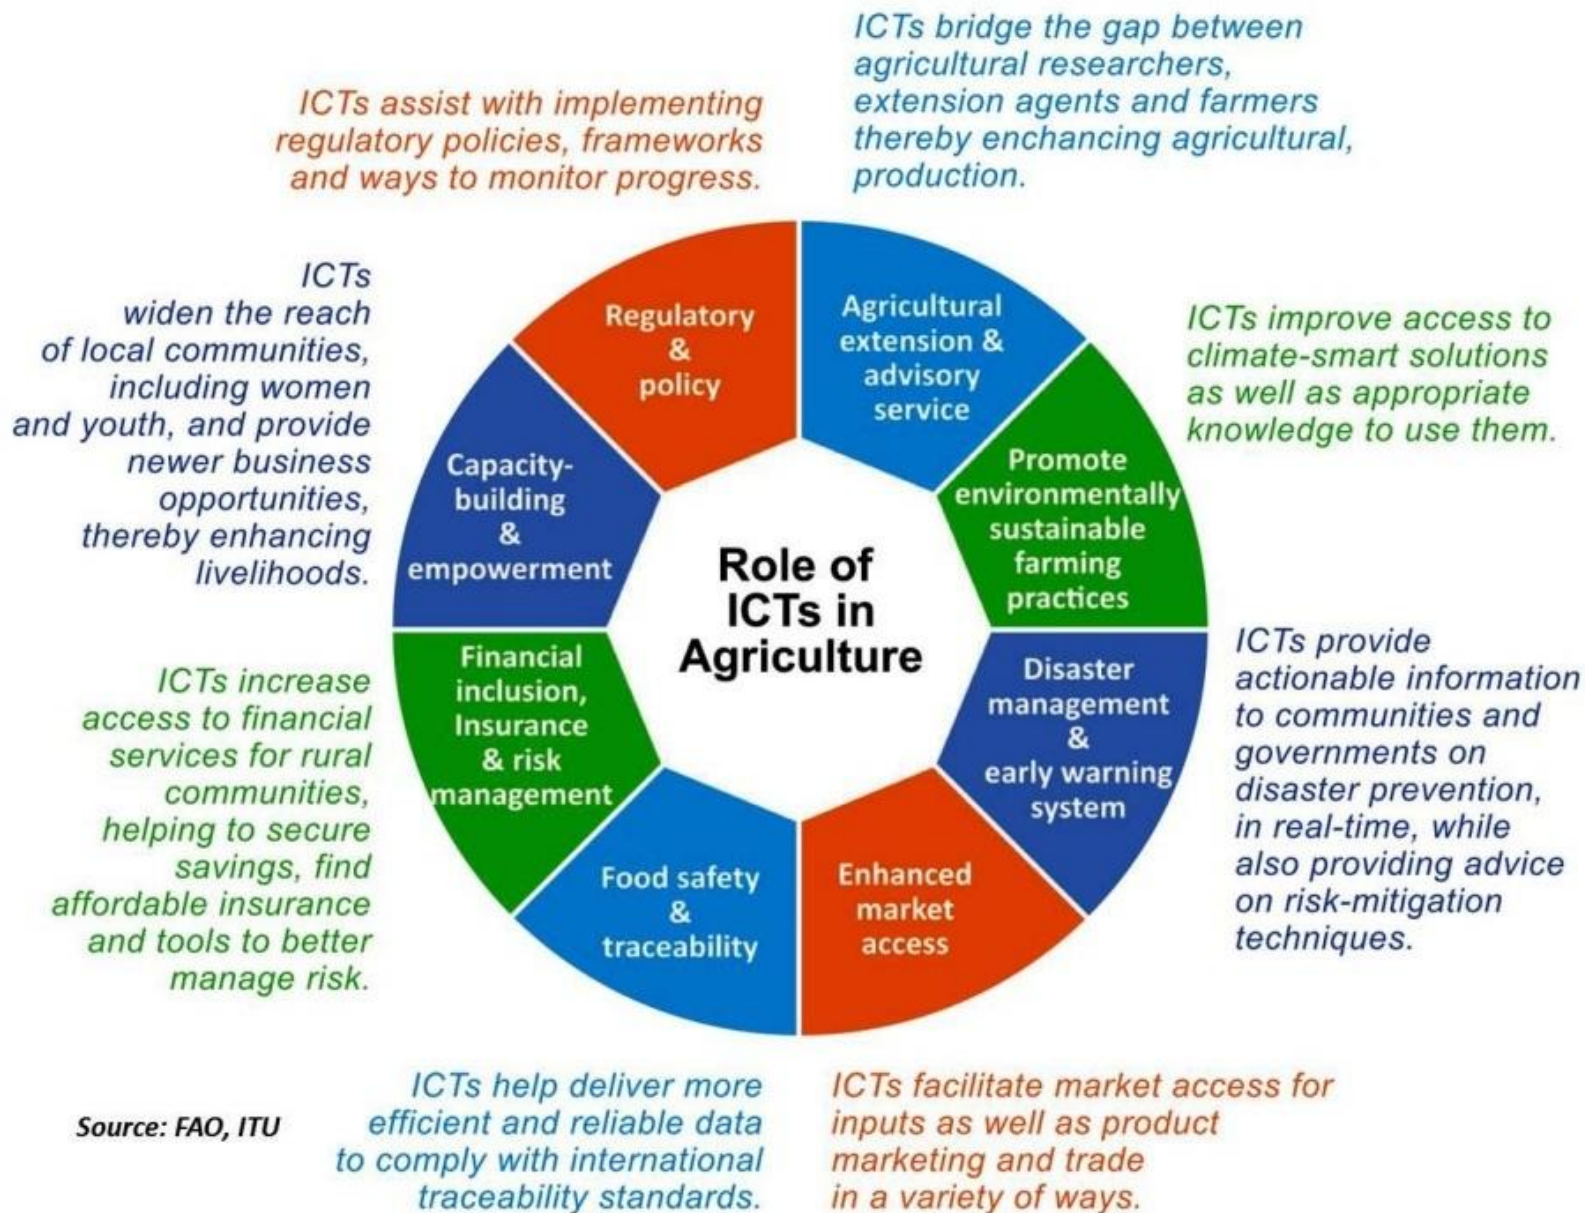 ICTs bridge the gap between
agricultural researchers,
extension agents and farmers
thereby enchancing agricultural,
production.
ICTs assist with implementing
regulatory policies, frameworks
and ways to monitor progress.
ICTs
widen the reach
of local communities,
including women
and youth, and provide
newer business
opportunities,
thereby enhancing
livelihoods.
Regulatory
&
policy
Agricultural
extension &
advisory
service
ICTs improve access to
climate-smart solutions
as well as appropriate
knowledge to use them.
Capacity-
building
&
empowerment
Promote
environmentally
sustainable
farming
practices
Role of
ICTs in
Agriculture
Financial
inclusion,
Insurance
& risk
management
Disaster
management
&
early warning
system
ICTs provide
actionable information
to communities and
governments on
disaster prevention,
in real-time, while
also providing advice
on risk-mitigation
techniques.
ICTs increase
access to financial
services for rural
communities,
helping to secure
savings, find
affordable insurance
and tools to better
manage risk.
Food safety
&
traceability
Enhanced
market
access
ICTs help deliver more
efficient and reliable data
to comply with international
traceability standards.
ICTs facilitate market access for
inputs as well as product
marketing and trade
in a variety of ways.
Source: FAO, ITU